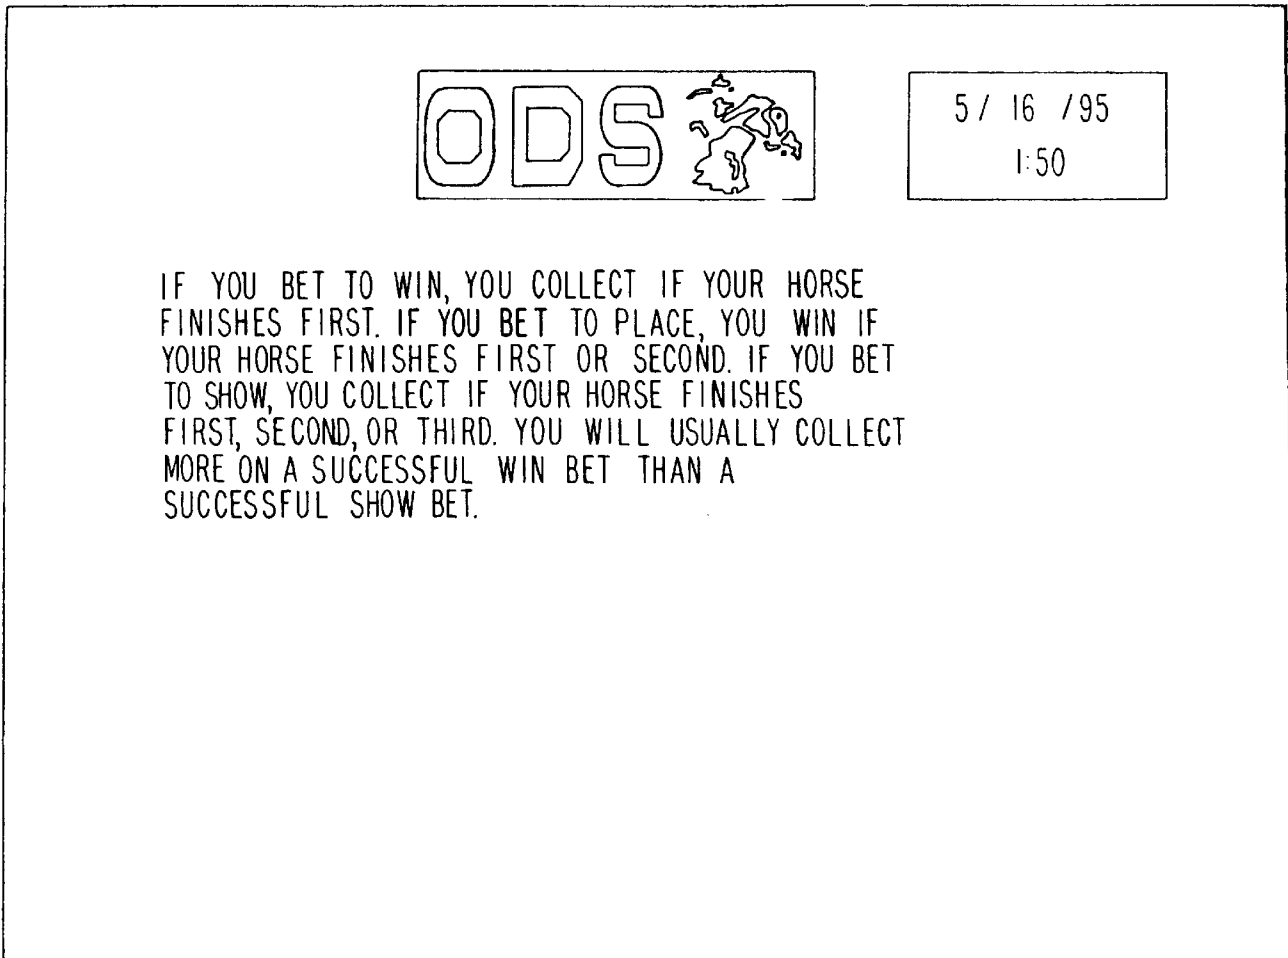 ODS
5/ 16 /95
1:50
IF YOU BET TO WIN, YOU COLLECT IF YOUR HORSE
FINISHES FIRST. IF YOU BET TO PLACE, YOU WIN IF
YOUR HORSE FINISHES FIRST OR SECOND. IF YOU BET
TO SHOW, YOU COLLECT IF YOUR HORSE FINISHES
FIRST, SECOND, OR THIRD. YOU WILL USUALLY COLLECT
MORE ON A SUCCESSFUL WIN BET THAN A
SUCCESSFUL SHOW BET.